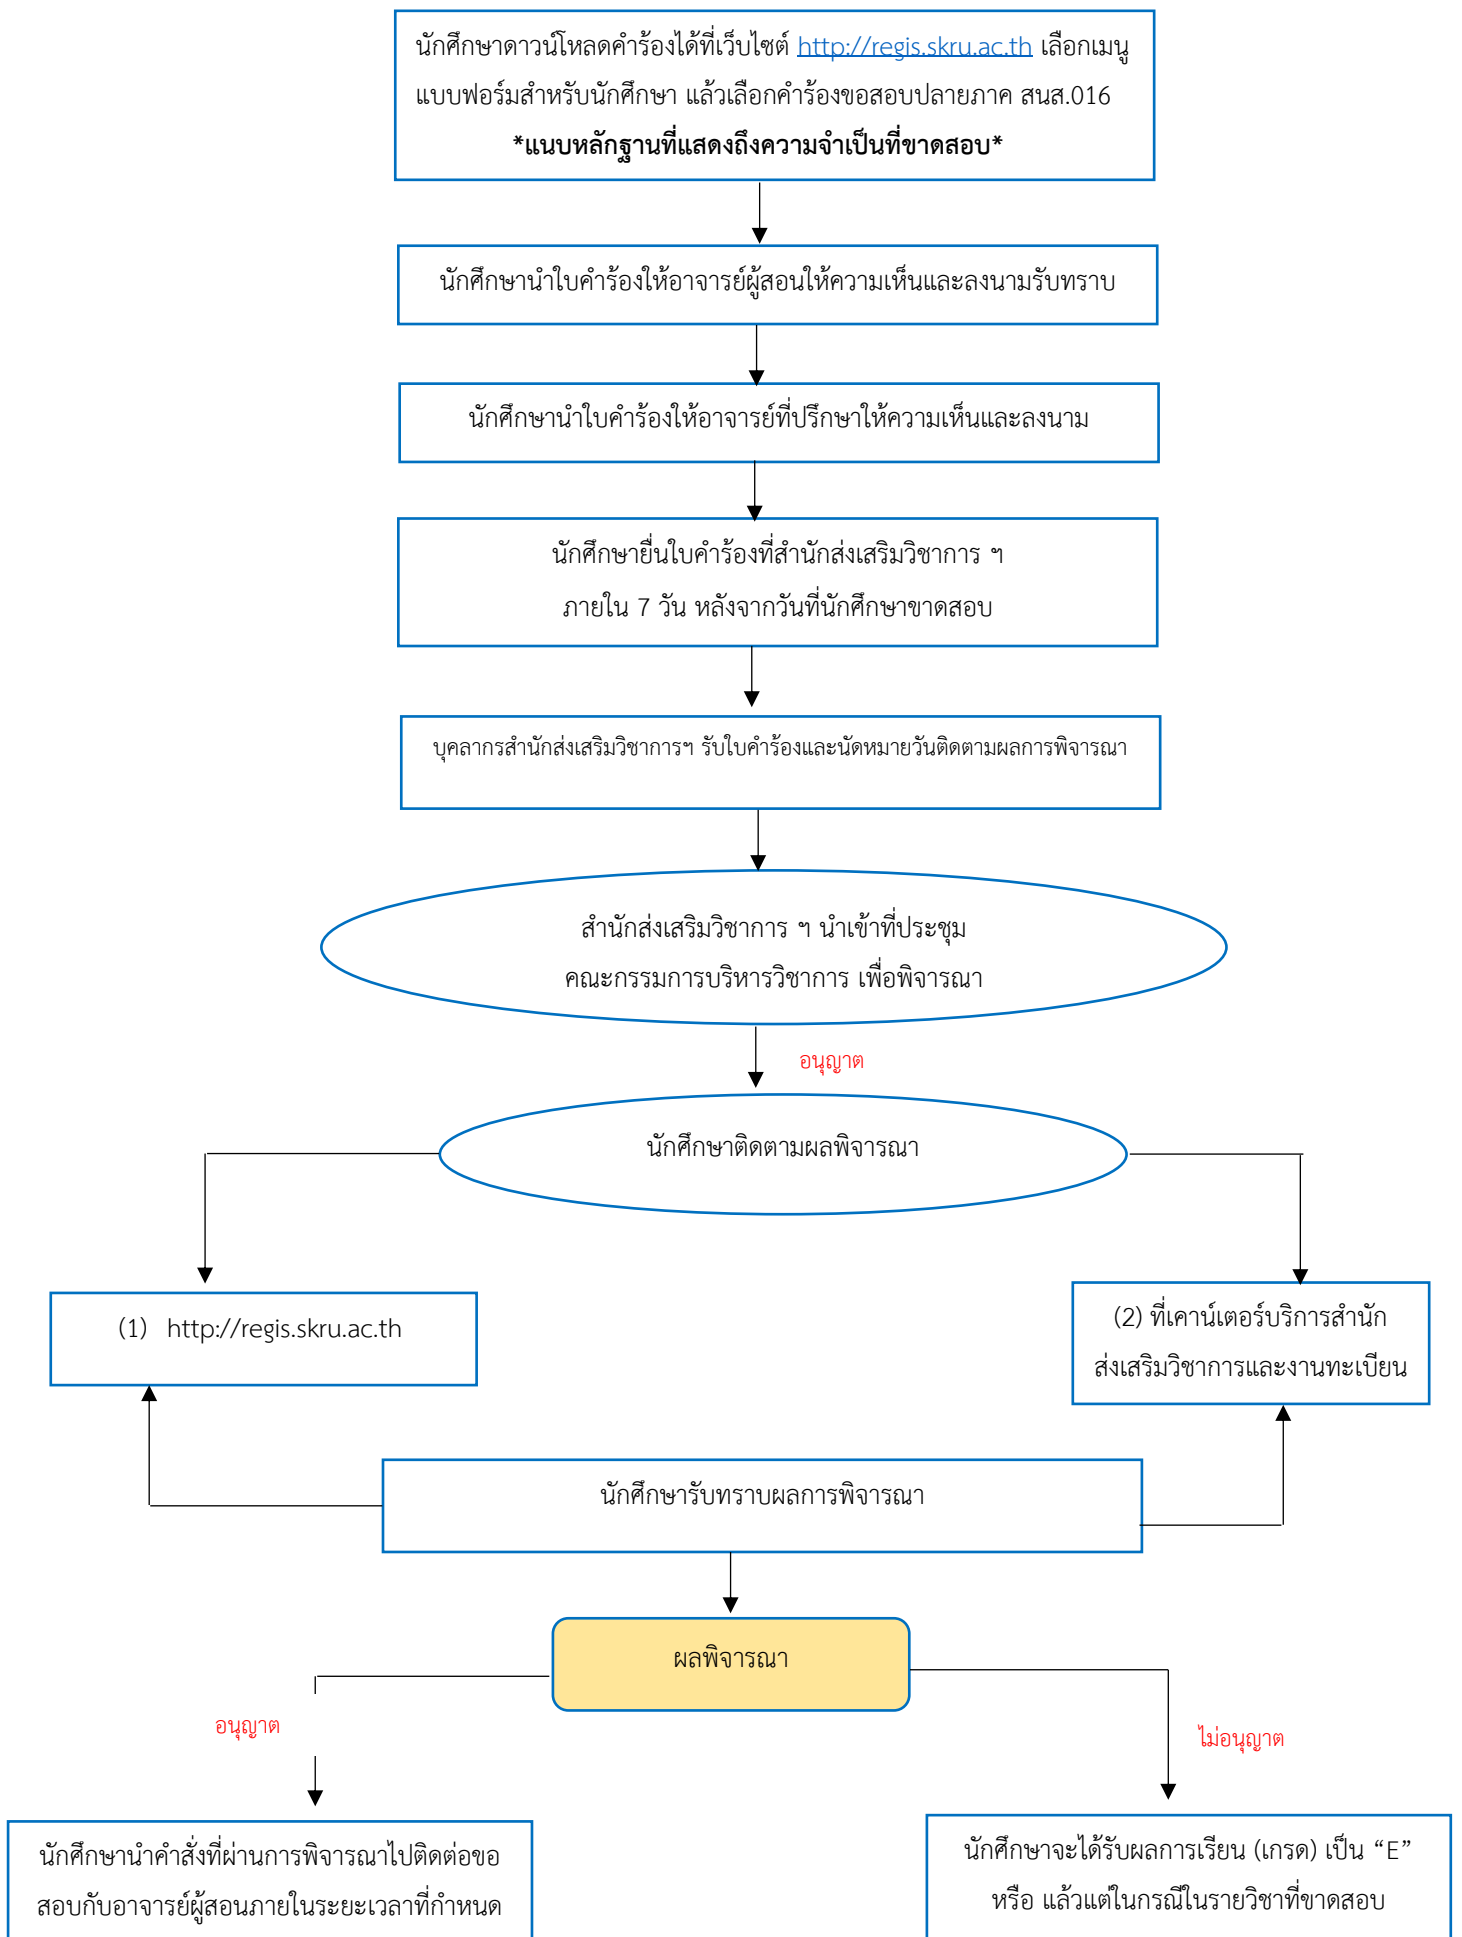 นักศึกษาดาวน์โหลดคำร้องได้ที่เว็บไซต์ http://regis.skru.ac.th เลือกเมนู
แบบฟอร์มสำหรับนักศึกษา แล้วเลือกคำร้องขอสอบปลายภาค สนส.016
*แนบหลักฐานที่แสดงถึงความจำเป็นที่ขาดสอบ*
นักศึกษานำใบคำร้องให้อาจารย์ผู้สอนให้ความเห็นและลงนามรับทราบ
นักศึกษานำใบคำร้องให้อาจารย์ที่ปรึกษาให้ความเห็นและลงนาม
นักศึกษายื่นใบคำร้องที่สำนักส่งเสริมวิชาการ ฯ
ภายใน 7 วัน หลังจากวันที่นักศึกษาขาดสอบ
บุคลากรสำนักส่งเสริมวิชาการฯ รับใบคำร้องและนัดหมายวันติดตามผลการพิจารณา
สำนักส่งเสริมวิชาการ ฯ นำเข้าที่ประชุม
คณะกรรมการบริหารวิชาการ เพื่อพิจารณา
อนุญาต
นักศึกษาติดตามผลพิจารณา
(1) http://regis.skru.ac.th
(2) ที่เคาน์เตอร์บริการสำนัก
ส่งเสริมวิชาการและงานทะเบียน
นักศึกษารับทราบผลการพิจารณา
ผลพิจารณา
อนุญาต
ไม่อนุญาต
นักศึกษานำคำสั่งที่ผ่านการพิจารณาไปติดต่อขอ
สอบกับอาจารย์ผู้สอนภายในระยะเวลาที่กำหนด
นักศึกษาจะได้รับผลการเรียน (เกรด) เป็น “E”
หรือ แล้วแต่ในกรณีในรายวิชาที่ขาดสอบ